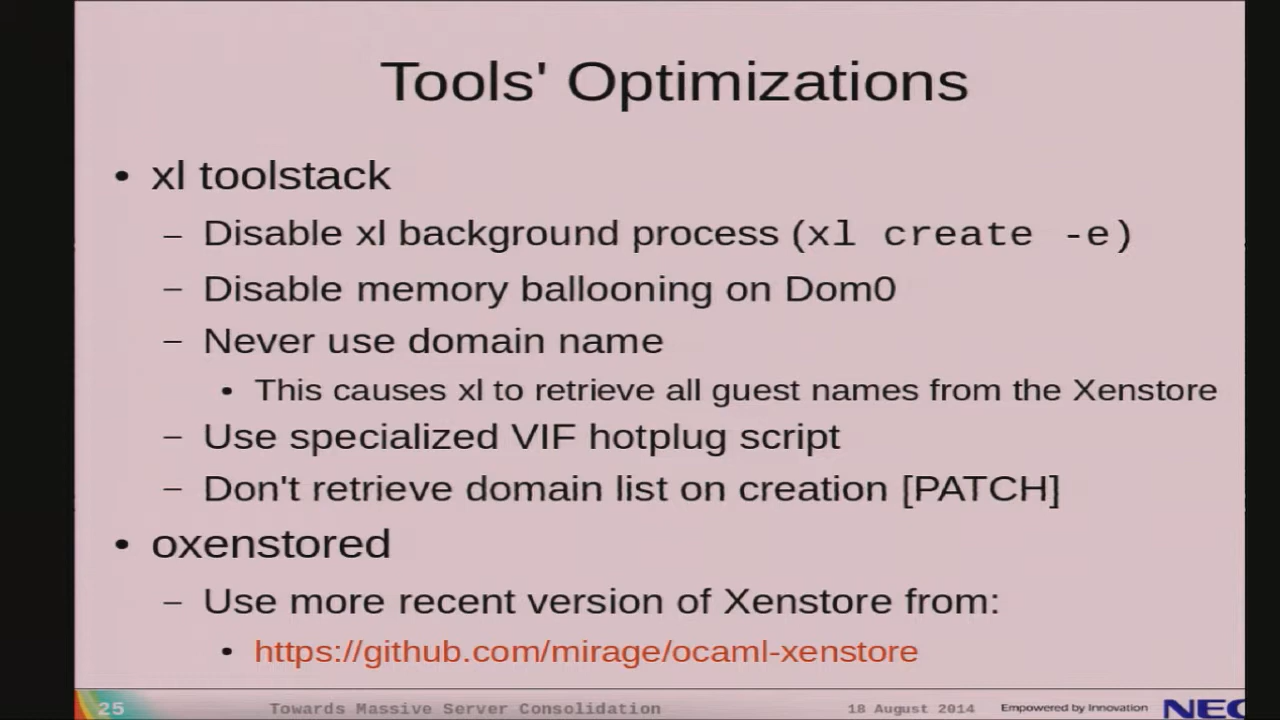 Tools' Optimizations
• xl toolstack
– Disable xl background process (xl create -e)
– Disable memory ballooning on Dom0
– Never use domain name
• This causes xl to retrieve all guest names from the Xenstore
– Use specialized VIF hotplug script
– Don't retrieve domain list on creation [PATCH]
• oxenstored
– Use more recent version of Xenstore from:
• https://github.com/mirage/ocaml-xenstore
25 Towards Massive Server Consolidation 18 August 2014 Empowered by Innovation NEC